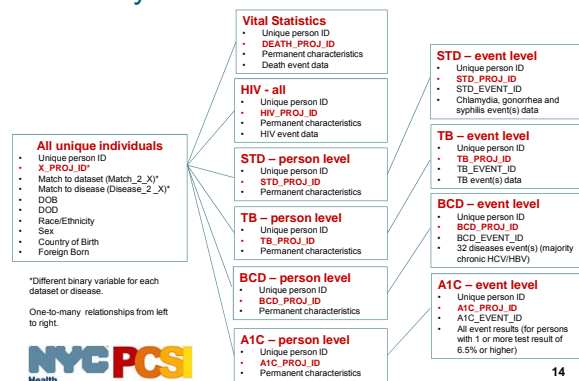 All unique individuals
• Unique person ID
• X_PROJ_ID*
• Match to dataset (Match_2_X)*
• Match to disease (Disease_2_X)*
• DOB
• DOD
• Race/Ethnicity
• Sex
• Country of Birth
• Foreign Born
*Different binary variable for each
dataset or disease.
One-to-many relationships from left
to right.
NYC PCSI
Health
Vital Statistics
• Unique person ID
• DEATH_PROJ_ID
• Permanent characteristics
• Death event data
HIV - all
• Unique person ID
• HIV_PROJ_ID
• Permanent characteristics
• HIV event data
STD – person level
• Unique person ID
• STD_PROJ_ID
• Permanent characteristics
TB – person level
• Unique person ID
• TB_PROJ_ID
• Permanent characteristics
BCD – person level
• Unique person ID
• BCD_PROJ_ID
• Permanent characteristics
A1C – person level
• Unique person ID
• A1C_PROJ_ID
• Permanent characteristics
STD – event level
• Unique person ID
• STD_PROJ_ID
• STD_EVENT_ID
• Chlamydia, gonorrhea and
syphilis event(s) data
TB – event level
• Unique person ID
• TB_PROJ_ID
• TB_EVENT_ID
• TB event(s) data
BCD – event level
• Unique person ID
• BCD_PROJ_ID
• BCD_EVENT_ID
• 32 diseases event(s) (majority
chronic HCV/HBV)
A1C – event level
• Unique person ID
• A1C_PROJ_ID
• A1C_EVENT_ID
• All event results (for persons
with 1 or more test result of
6.5% or higher)
14